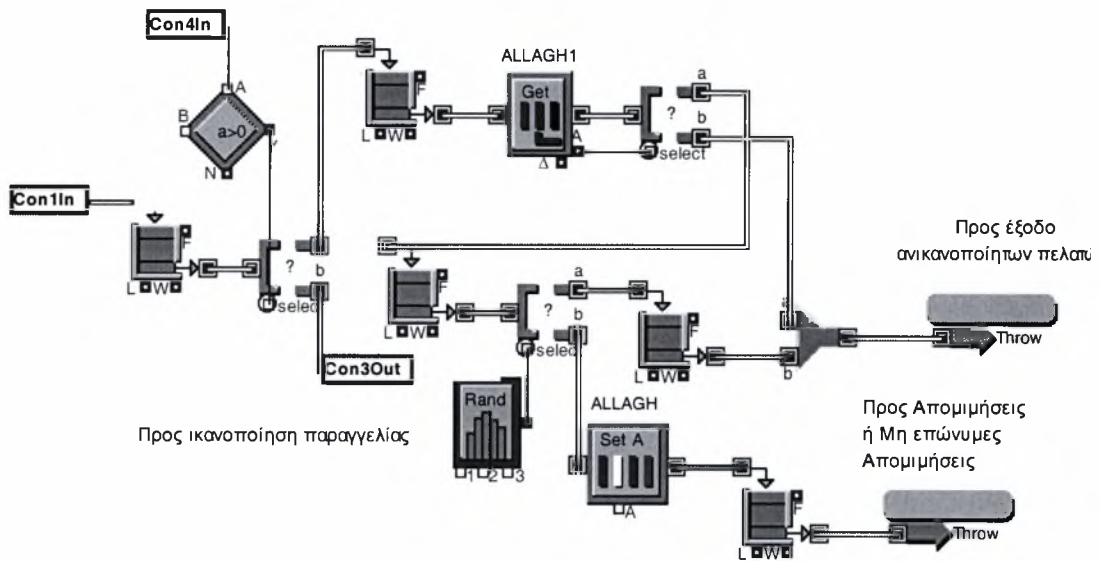 Con4In
ALLAGH1
A
B
a>0
N
F
L W
Get
A
Δ
?
a
b
select
Con1In
F
L W
?
b
select
Con3Out
F
L W
?
a
b
select
Rand
1 2 3
Προς ικανοποίηση παραγγελίας
F
L W
ALLAGH
Set A
A
F
L W
a
b
Προς έξοδο
ανικανοποίητων πελατώ
Throw
Προς Απομιμήσεις
ή Μη επώνυμες
Απομιμήσεις
Throw